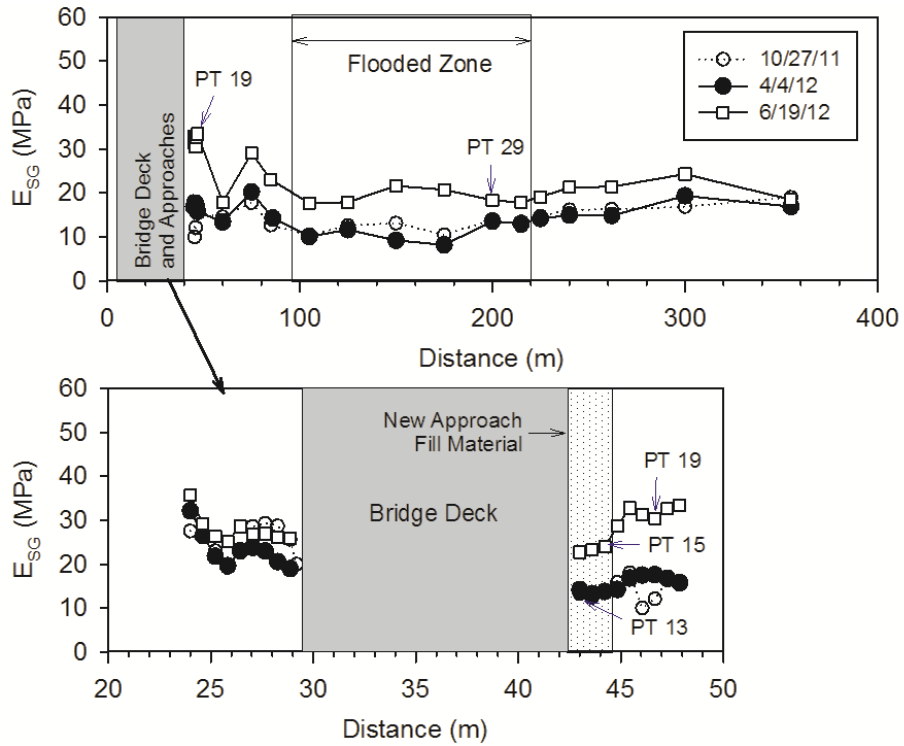 60
50
40
30
20
10
0
E_SG (MPa)
Bridge Deck
and Approaches
PT 19
Flooded Zone
PT 29
10/27/11
4/4/12
6/19/12
0
100
200
300
400
Distance (m)
60
50
40
30
20
10
0
E_SG (MPa)
New Approach
Fill Material
Bridge Deck
PT 19
PT 15
PT 13
20
25
30
35
40
45
50
Distance (m)